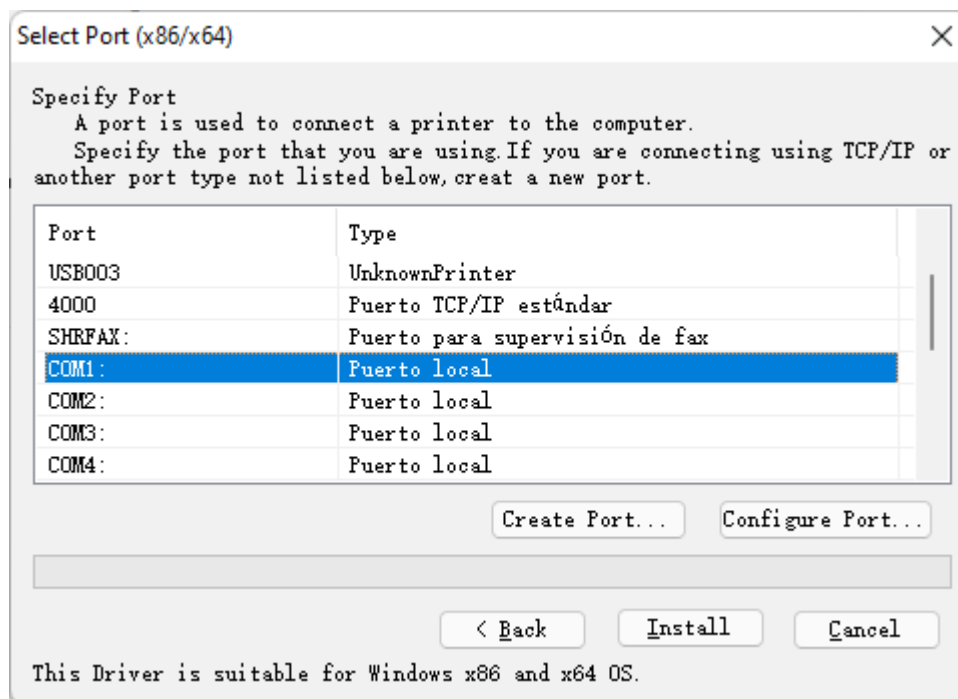 Select Port (x86/x64)
Specify Port
A port is used to connect a printer to the computer.
Specify the port that you are using.If you are connecting using TCP/IP or
another port type not listed below,creat a new port.
Port Type
USB003 UnknownPrinter
4000 Puerto TCP/IP estándar
SHRFAX: Puerto para supervisión de fax
COM1: Puerto local
COM2: Puerto local
COM3: Puerto local
COM4: Puerto local
Create Port... Configure Port...
< Back Install Cancel
This Driver is suitable for Windows x86 and x64 OS.